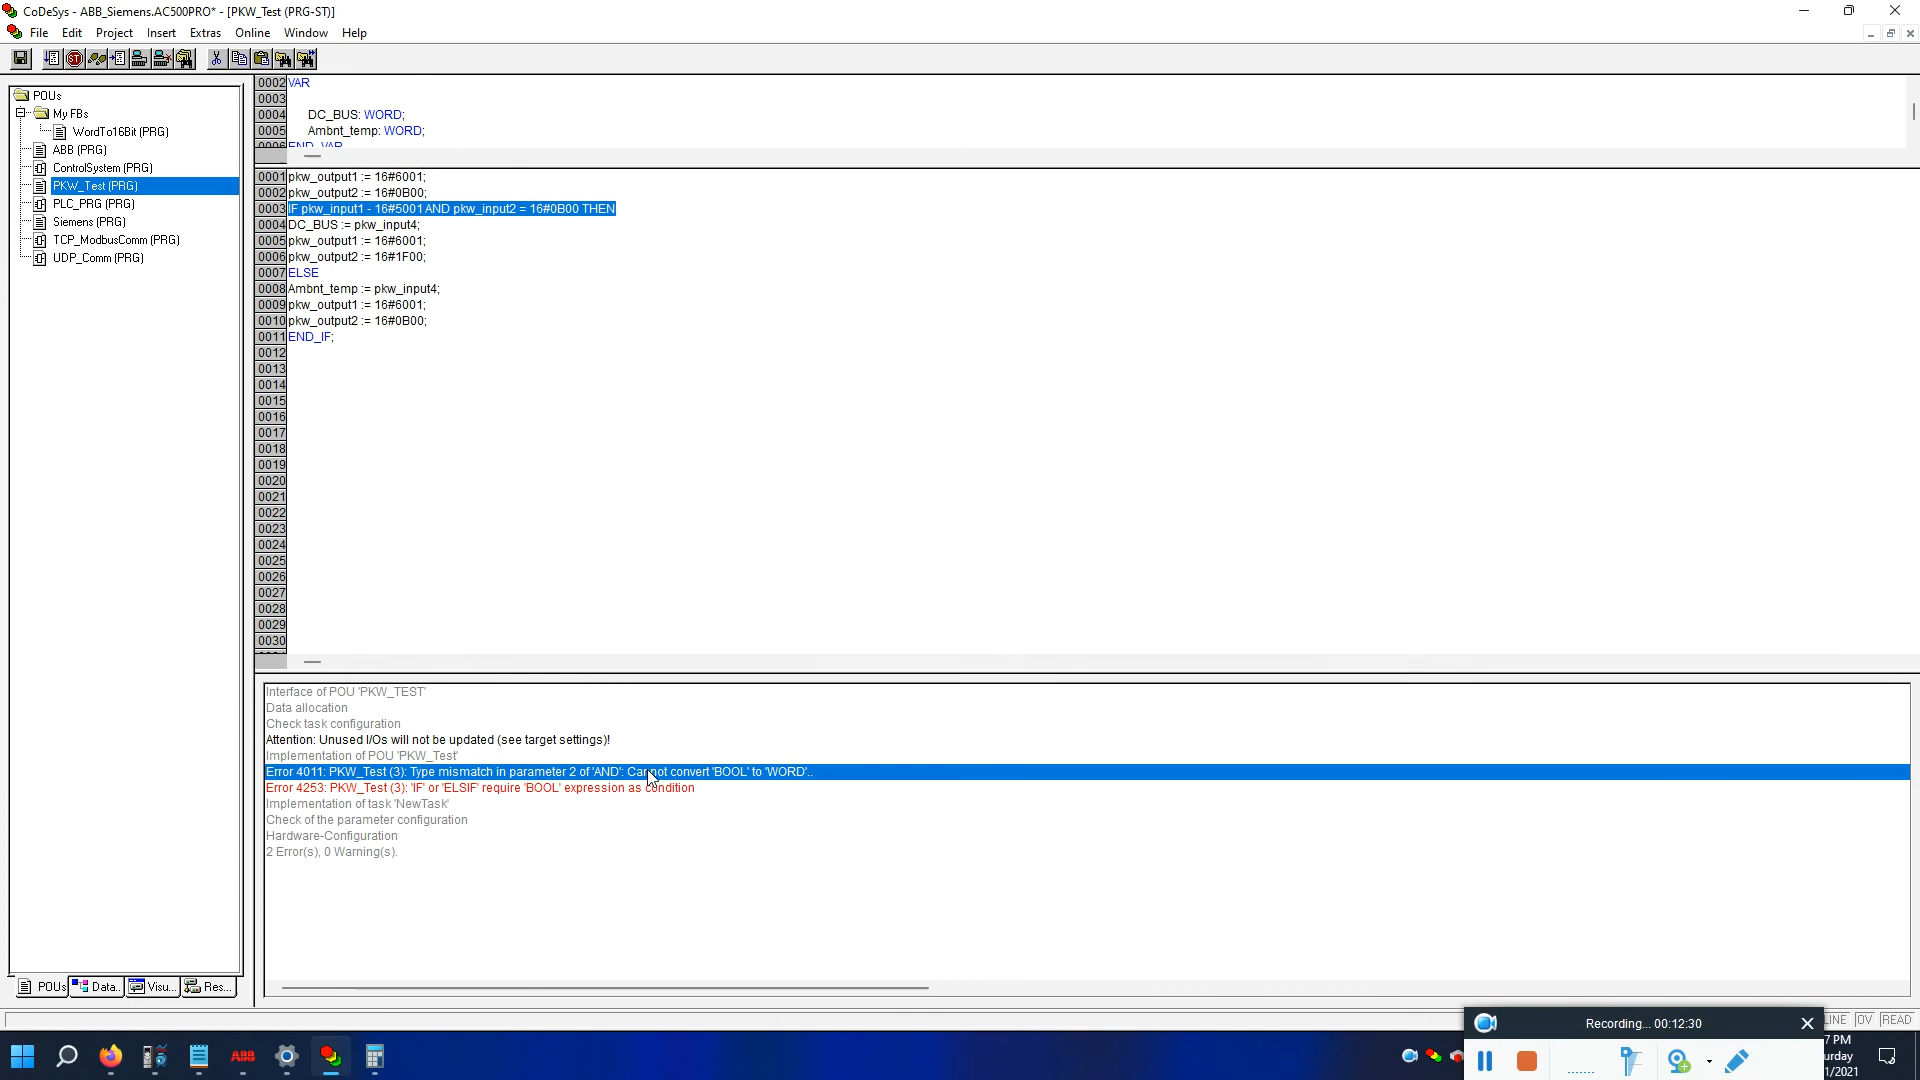 CoDeSys - ABB_Siemens.AC500PRO* - [PKW_Test (PRG-ST)]
File Edit Project Insert Extras Online Window Help
POUs
My FBs
WordTo16Bit (PRG)
ABB (PRG)
ControlSystem (PRG)
PKW_Test (PRG)
PLC_PRG (PRG)
Siemens (PRG)
TCP_ModbusComm (PRG)
UDP_Comm (PRG)
0002 VAR
0003
0004 DC_BUS: WORD;
0005 Ambnt_temp: WORD;
0006 END_VAR
0001 pkw_output1 := 16#6001;
0002 pkw_output2 := 16#0B00;
0003 IF pkw_input1 - 16#5001 AND pkw_input2 = 16#0B00 THEN
0004 DC_BUS := pkw_input4;
0005 pkw_output1 := 16#6001;
0006 pkw_output2 := 16#1F00;
0007 ELSE
0008 Ambnt_temp := pkw_input4;
0009 pkw_output1 := 16#6001;
0010 pkw_output2 := 16#0B00;
0011 END_IF;
0012
0013
0014
0015
0016
0017
0018
0019
0020
0021
0022
0023
0024
0025
0026
0027
0028
0029
0030
Interface of POU 'PKW_TEST'
Data allocation
Check task configuration
Attention: Unused I/Os will not be updated (see target settings)!
Implementation of POU 'PKW_Test'
Error 4011: PKW_Test (3): Type mismatch in parameter 2 of 'AND': Cannot convert 'BOOL' to 'WORD'..
Error 4253: PKW_Test (3): 'IF' or 'ELSIF' require 'BOOL' expression as condition
Implementation of task 'NewTask'
Check of the parameter configuration
Hardware-Configuration
2 Error(s), 0 Warning(s).
POUs Data.. Visu... Res...
Recording... 00:12:30
LINE OV READ
ABB
7 PM
urday
1/2021